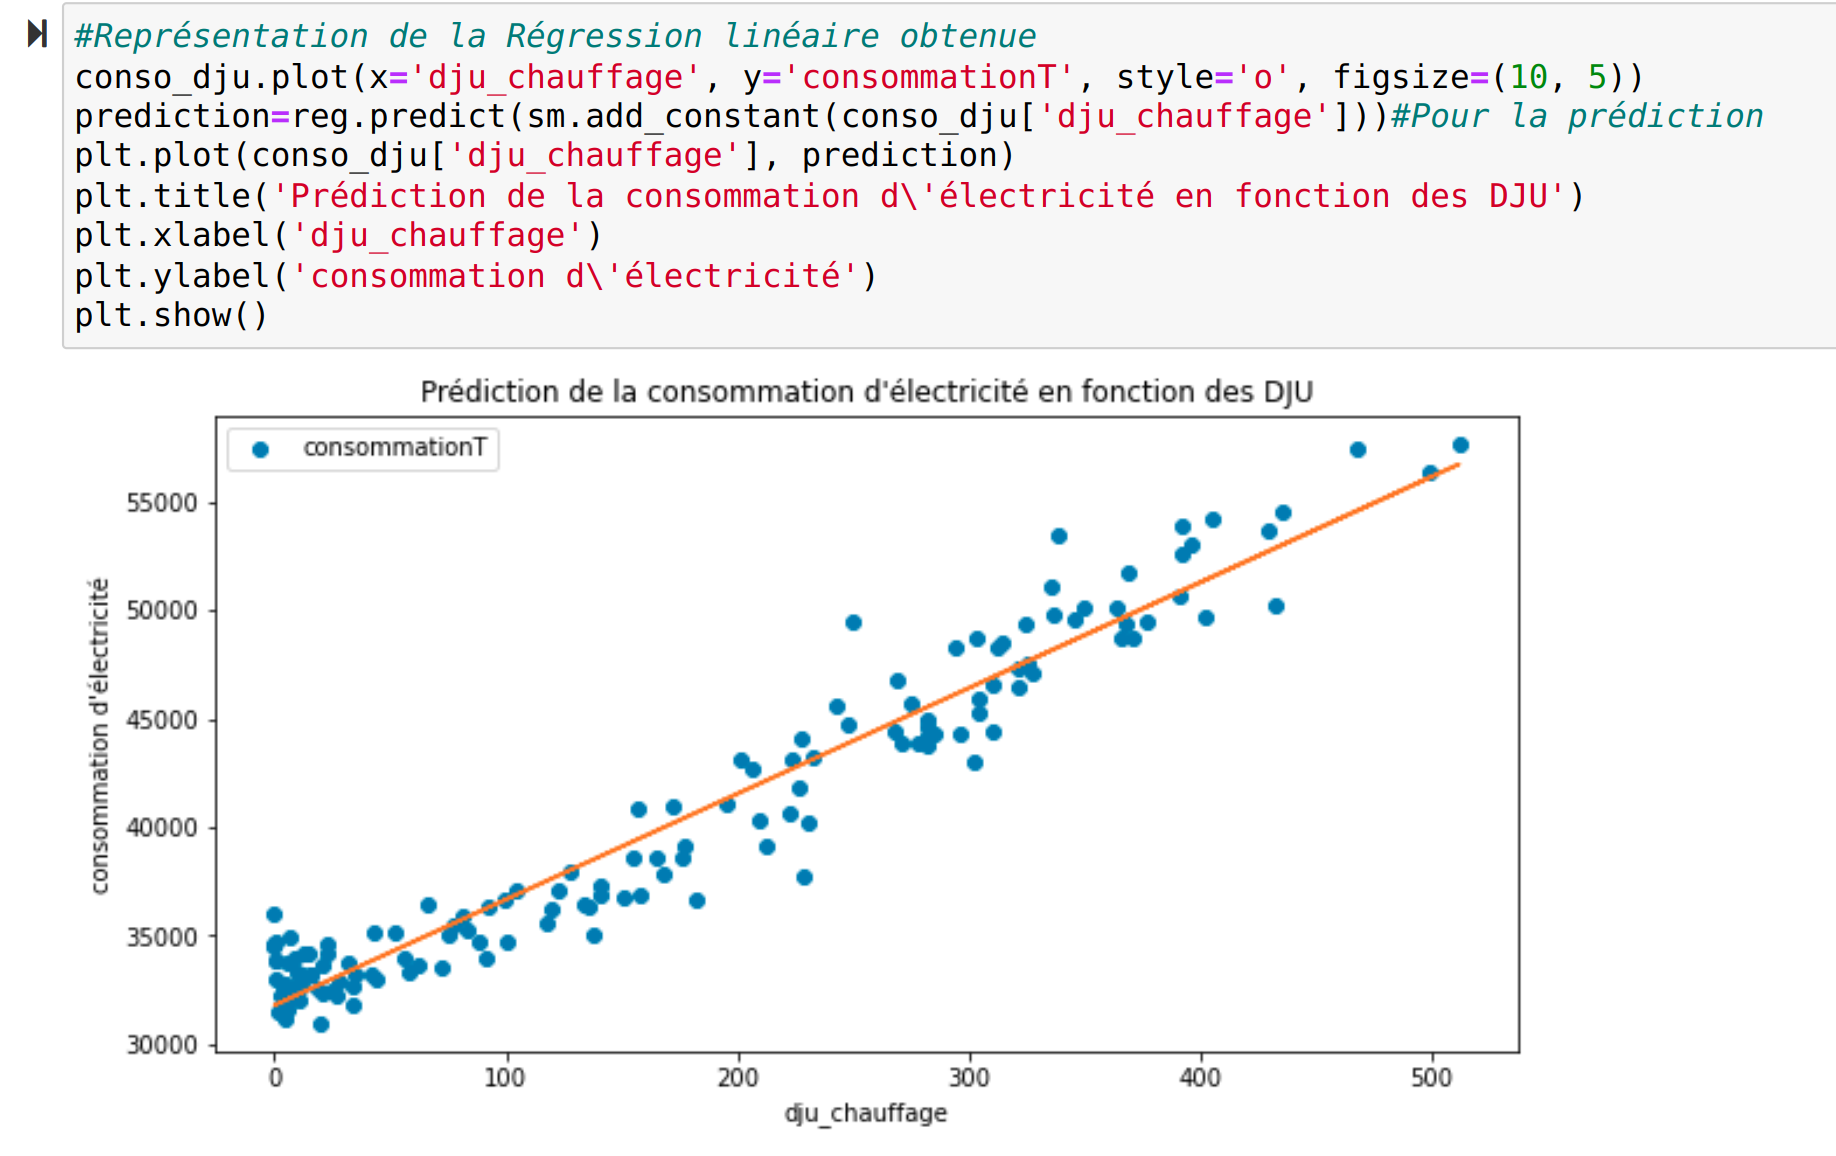 #Représentation de la Régression linéaire obtenue
conso_dju.plot(x='dju_chauffage', y='consommationT', style='o', figsize=(10, 5))
prediction=reg.predict(sm.add_constant(conso_dju['dju_chauffage']))#Pour la prédiction
plt.plot(conso_dju['dju_chauffage'], prediction)
plt.title('Prédiction de la consommation d\'électricité en fonction des DJU')
plt.xlabel('dju_chauffage')
plt.ylabel('consommation d\'électricité')
plt.show()
Prédiction de la consommation d'électricité en fonction des DJU
consommationT
55000
50000
45000
40000
35000
30000
consommation d'électricité
0 100 200 300 400 500
dju_chauffage